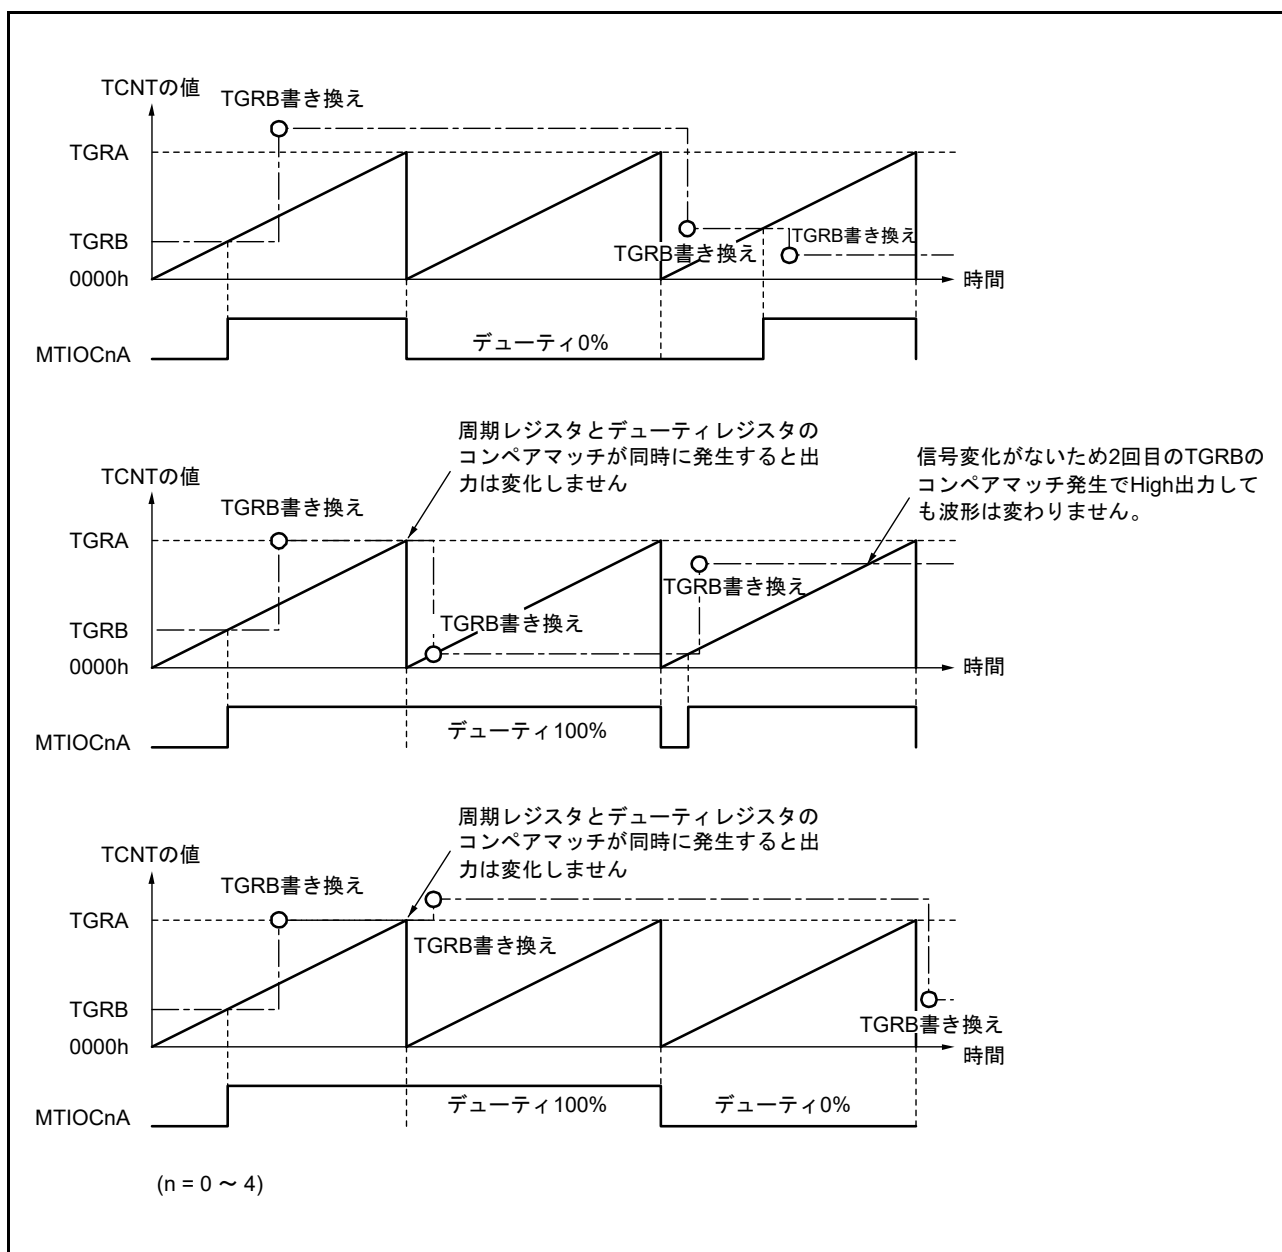 TCNTの値
TGRB書き換え
TGRA
TGRB
TGRB書き換え
TGRB書き換え
0000h
時間
MTIOCnA
デューティ0%
周期レジスタとデューティレジスタの
コンペアマッチが同時に発生すると出
力は変化しません
信号変化がないため2回目のTGRBの
コンペアマッチ発生でHigh出力して
も波形は変わりません。
TCNTの値
TGRB書き換え
TGRA
TGRB書き換え
TGRB書き換え
TGRB
0000h
時間
MTIOCnA
デューティ100%
周期レジスタとデューティレジスタの
コンペアマッチが同時に発生すると出
力は変化しません
TCNTの値
TGRB書き換え
TGRA
TGRB書き換え
TGRB
TGRB書き換え
0000h
時間
MTIOCnA
デューティ100%
デューティ0%
(n = 0 ～ 4)